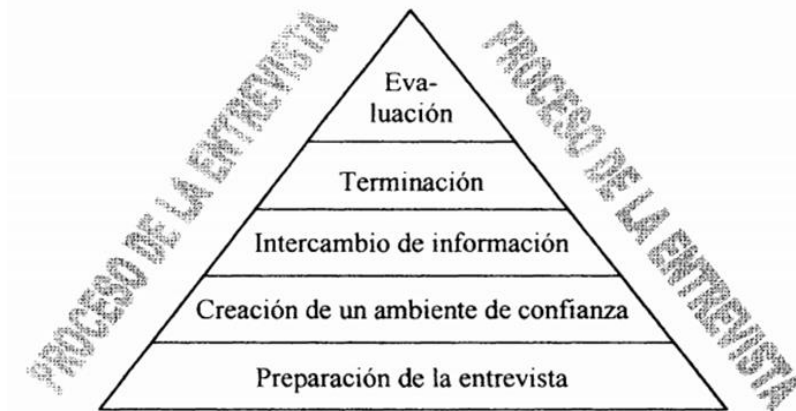 PROCESO DE LA ENTREVISTA
PROCESO DE LA ENTREVISTA
Eva-
luación
Terminación
Intercambio de información
Creación de un ambiente de confianza
Preparación de la entrevista